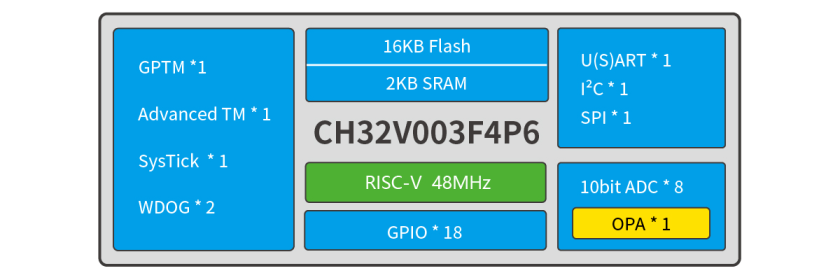 GPTM *1
Advanced TM * 1
SysTick * 1
WDOG * 2
16KB Flash
2KB SRAM
CH32V003F4P6
RISC-V 48MHz
GPIO * 18
U(S)ART * 1
I²C * 1
SPI * 1
10bit ADC * 8
OPA * 1